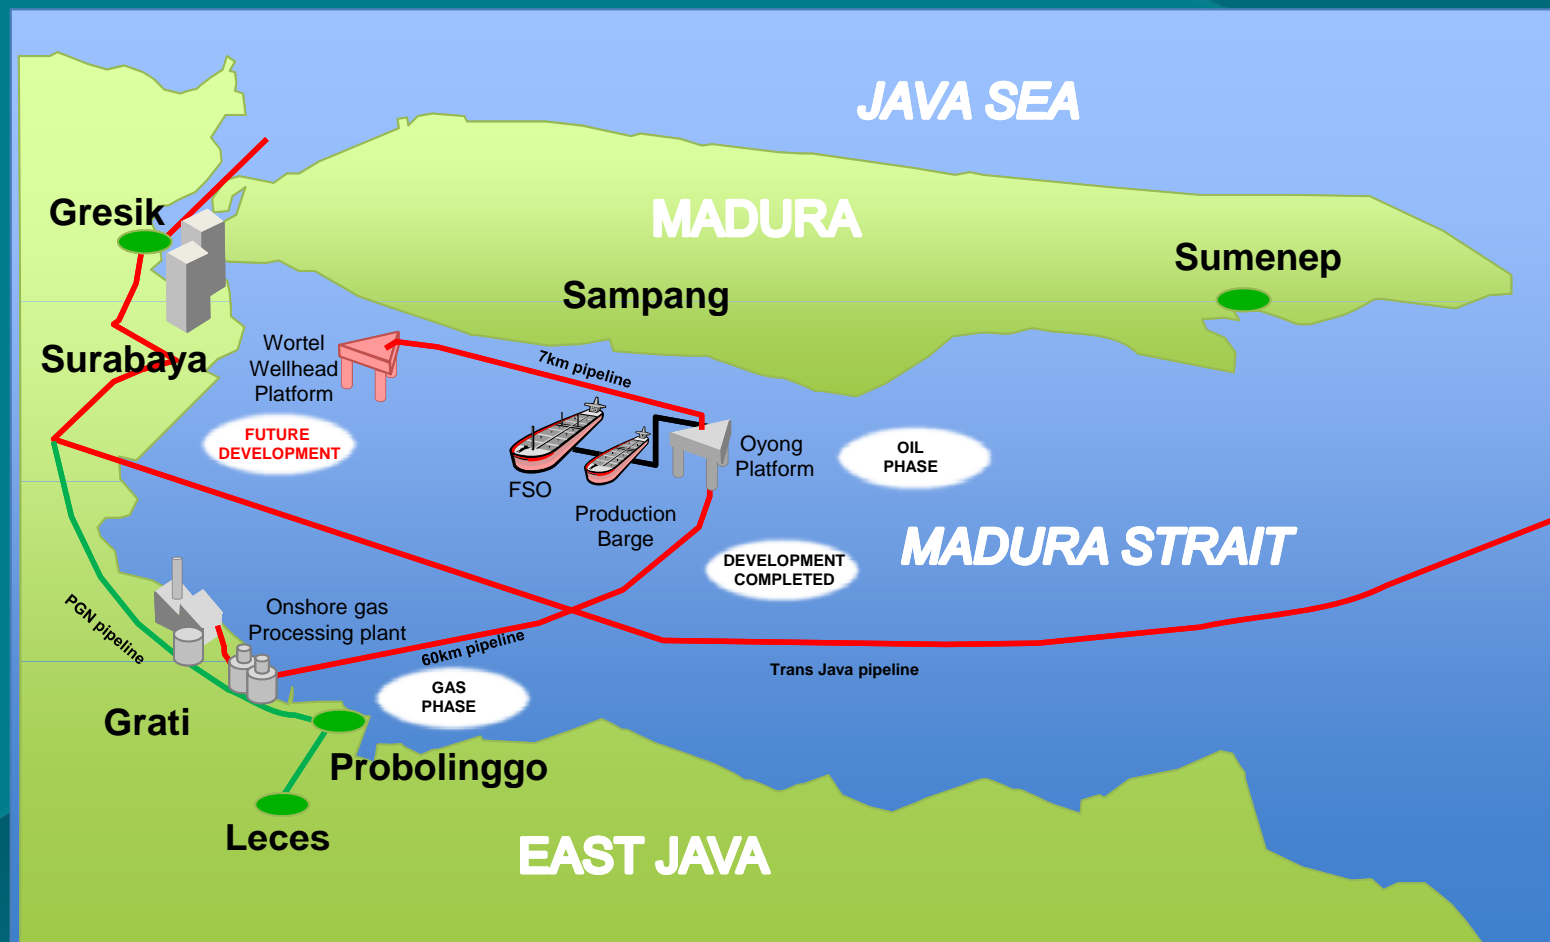 JAVA SEA
Gresik
MADURA
Sumenep
Sampang
Surabaya
Wortel
Wellhead
Platform
7km pipeline
FUTURE
DEVELOPMENT
Oyong
Platform
OIL
PHASE
FSO
Production
Barge
MADURA STRAIT
DEVELOPMENT
COMPLETED
PGN pipeline
Onshore gas
Processing plant
60km pipeline
Trans Java pipeline
GAS
PHASE
Grati
Probolinggo
Leces
EAST JAVA